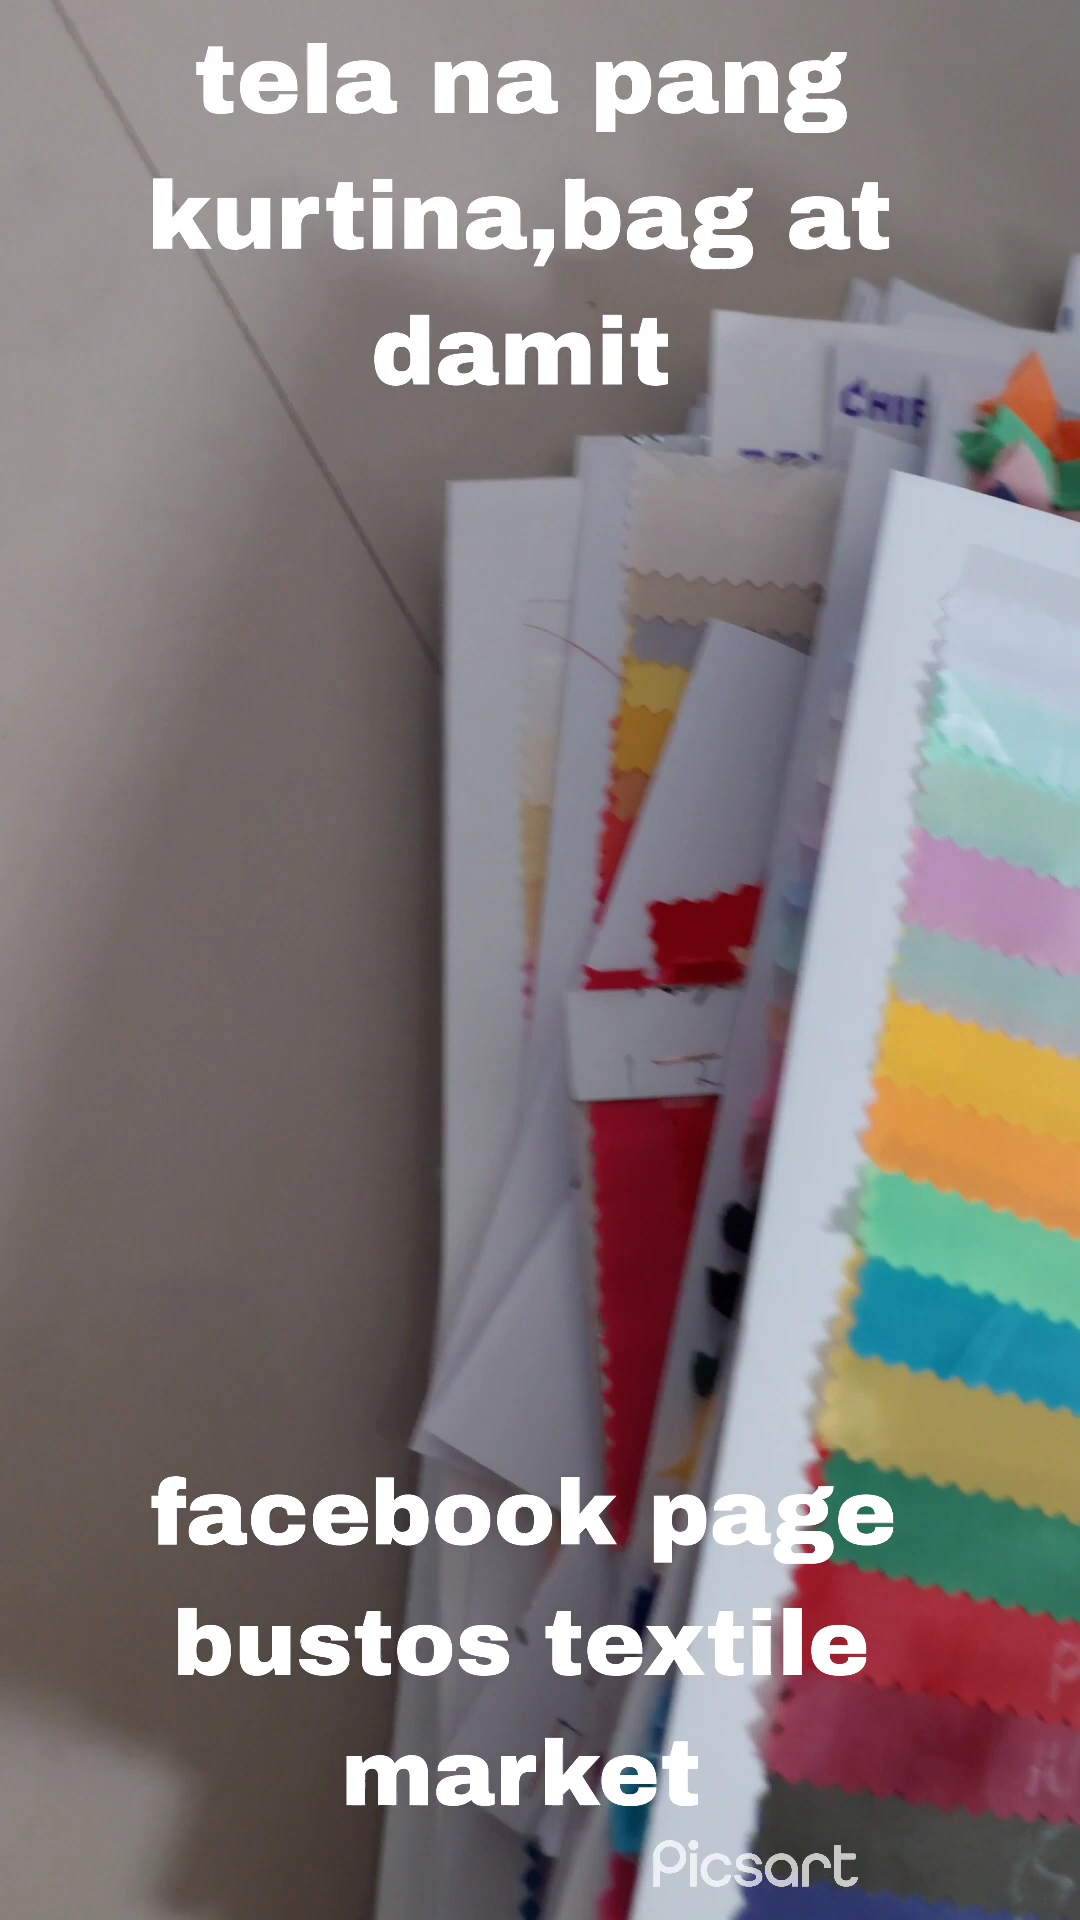 tela na pang
kurtina,bag at
damit
facebook page
bustos textile
market
Picsart